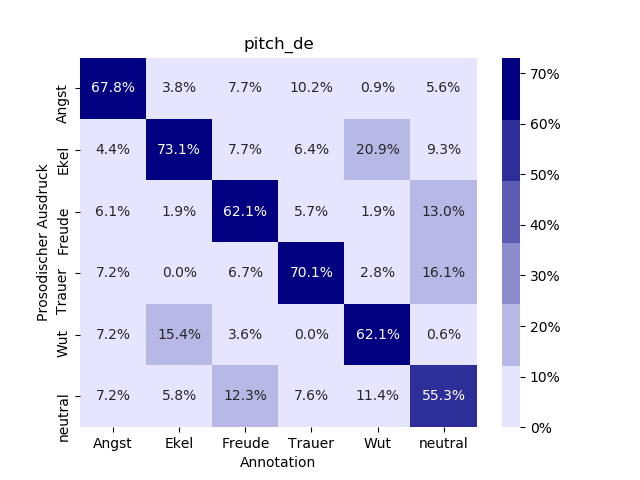 pitch_de
Prosodischer Ausdruck
Angst 67.8% 3.8% 7.7% 10.2% 0.9% 5.6%
Ekel 4.4% 73.1% 7.7% 6.4% 20.9% 9.3%
Freude 6.1% 1.9% 62.1% 5.7% 1.9% 13.0%
Trauer 7.2% 0.0% 6.7% 70.1% 2.8% 16.1%
Wut 7.2% 15.4% 3.6% 0.0% 62.1% 0.6%
neutral 7.2% 5.8% 12.3% 7.6% 11.4% 55.3%
Angst Ekel Freude Trauer Wut neutral
Annotation
70%
60%
50%
40%
30%
20%
10%
0%